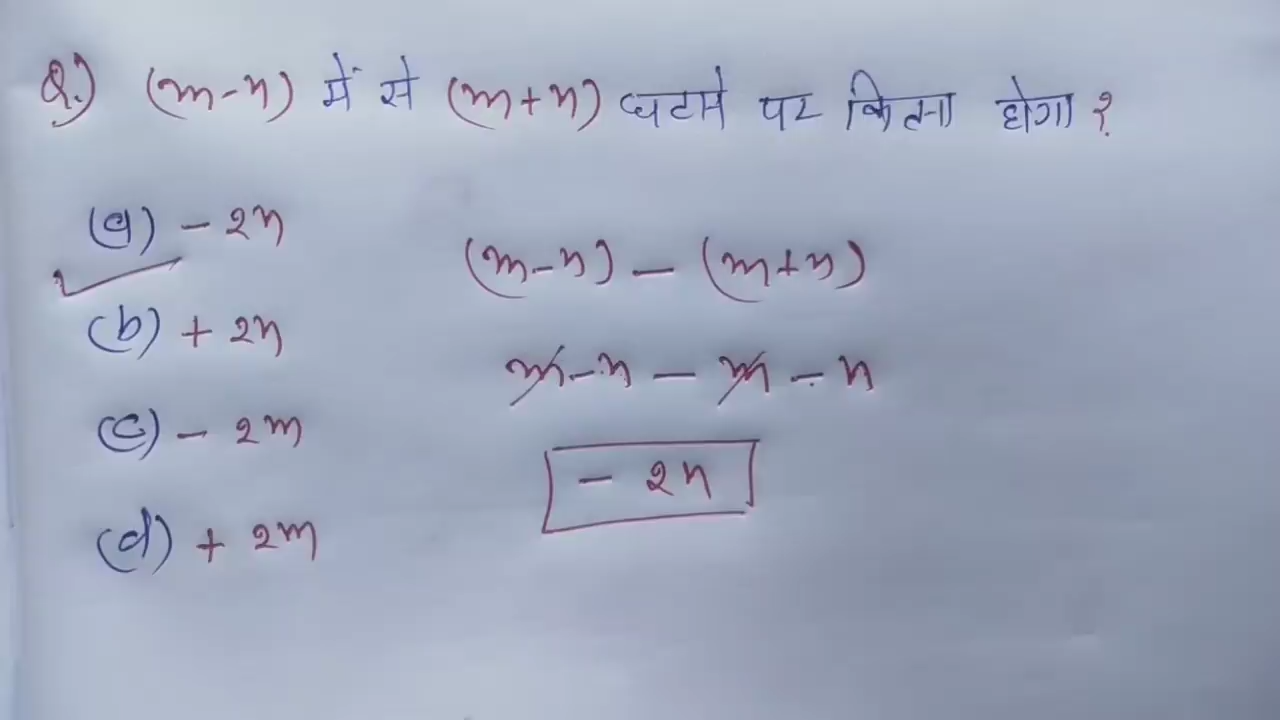 Q.) (m-n) में से (m+n) घटाने पर कितना होगा ?
(a) - 2n
(b) + 2n
(c) - 2m
(d) + 2m
(m-n) - (m+n)
m-n - m - n
- 2n